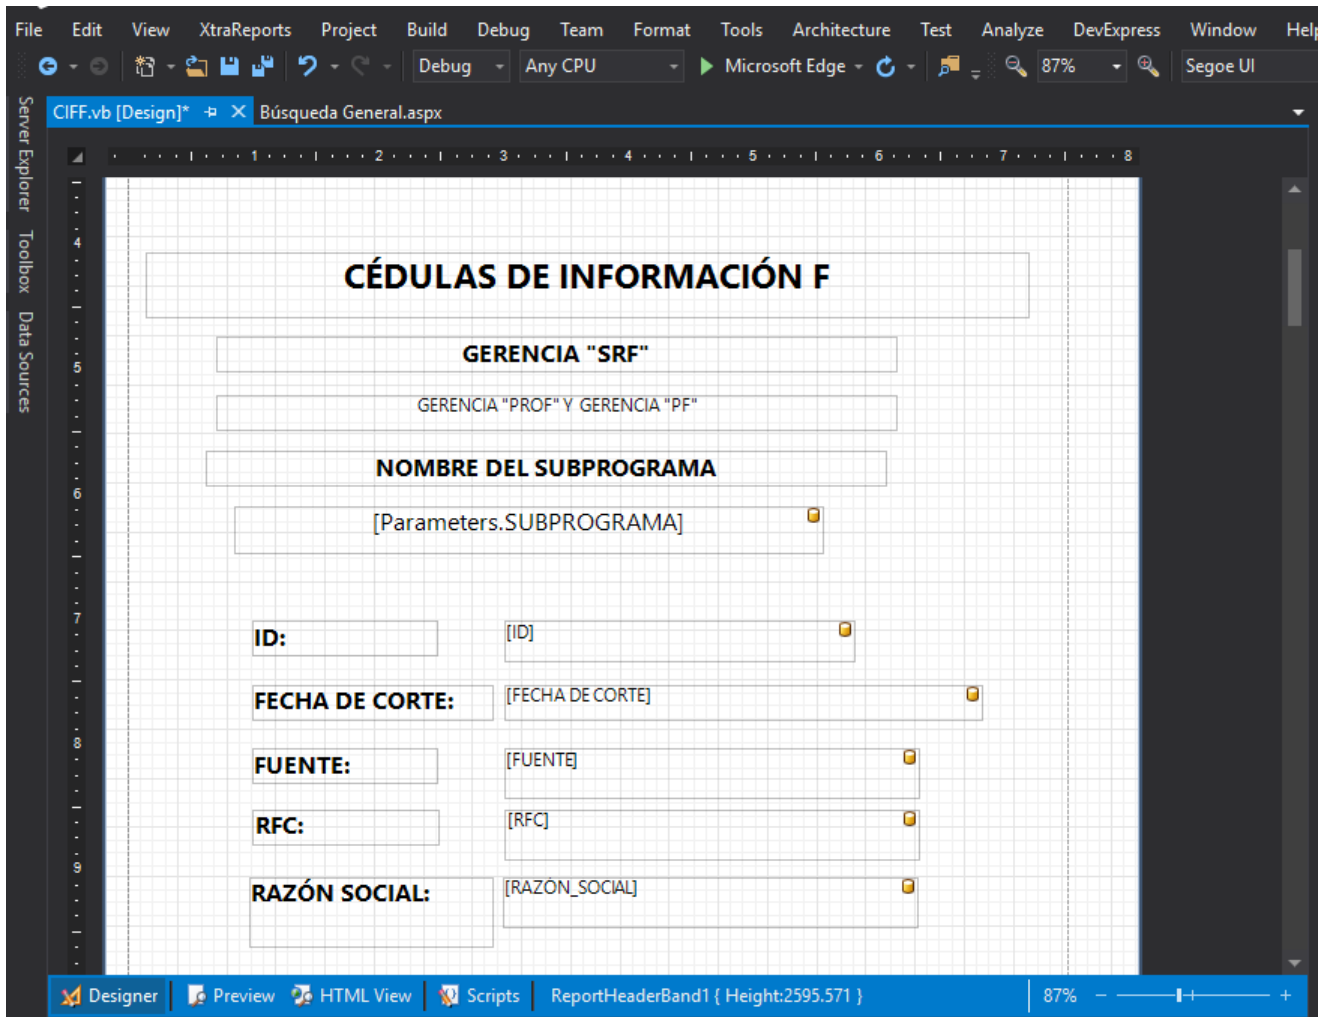 File Edit View XtraReports Project Build Debug Team Format Tools Architecture Test Analyze DevExpress Window Help
Debug Any CPU Microsoft Edge 87% Segoe UI
CIFF.vb [Design]* Búsqueda General.aspx
Server Explorer
Toolbox
Data Sources
1 2 3 4 5 6 7 8
4
5
6
7
8
9
CÉDULAS DE INFORMACIÓN F
GERENCIA "SRF"
GERENCIA "PROF" Y GERENCIA "PF"
NOMBRE DEL SUBPROGRAMA
[Parameters.SUBPROGRAMA]
ID: [ID]
FECHA DE CORTE: [FECHA DE CORTE]
FUENTE: [FUENTE]
RFC: [RFC]
RAZÓN SOCIAL: [RAZÓN_SOCIAL]
Designer Preview HTML View Scripts ReportHeaderBand1 { Height:2595.571 } 87%